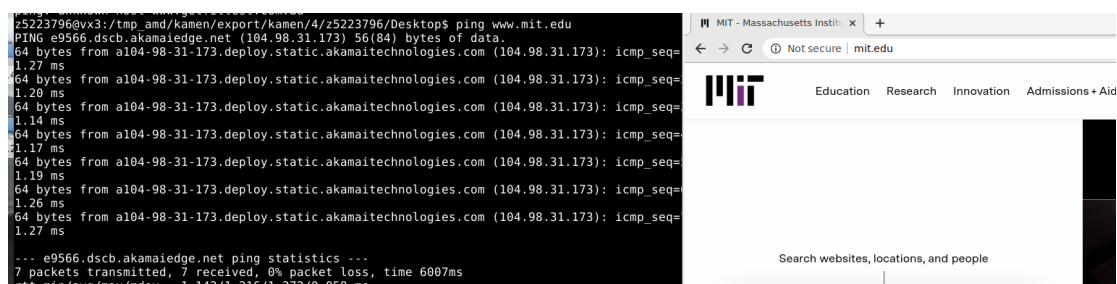 z5223796@vx3:/tmp_amd/kamen/export/kamen/4/z5223796/Desktop$ ping www.mit.edu
PING e9566.dscb.akamaiedge.net (104.98.31.173) 56(84) bytes of data.
64 bytes from a104-98-31-173.deploy.static.akamaitechnologies.com (104.98.31.173): icmp_seq=
1.27 ms
64 bytes from a104-98-31-173.deploy.static.akamaitechnologies.com (104.98.31.173): icmp_seq=
1.20 ms
64 bytes from a104-98-31-173.deploy.static.akamaitechnologies.com (104.98.31.173): icmp_seq=
1.14 ms
64 bytes from a104-98-31-173.deploy.static.akamaitechnologies.com (104.98.31.173): icmp_seq=
1.17 ms
64 bytes from a104-98-31-173.deploy.static.akamaitechnologies.com (104.98.31.173): icmp_seq=
1.19 ms
64 bytes from a104-98-31-173.deploy.static.akamaitechnologies.com (104.98.31.173): icmp_seq=
1.26 ms
64 bytes from a104-98-31-173.deploy.static.akamaitechnologies.com (104.98.31.173): icmp_seq=
1.27 ms
--- e9566.dscb.akamaiedge.net ping statistics ---
7 packets transmitted, 7 received, 0% packet loss, time 6007ms
MIT - Massachusetts Institu
Not secure | mit.edu
MIT
Education Research Innovation Admissions + Aid
Search websites, locations, and people